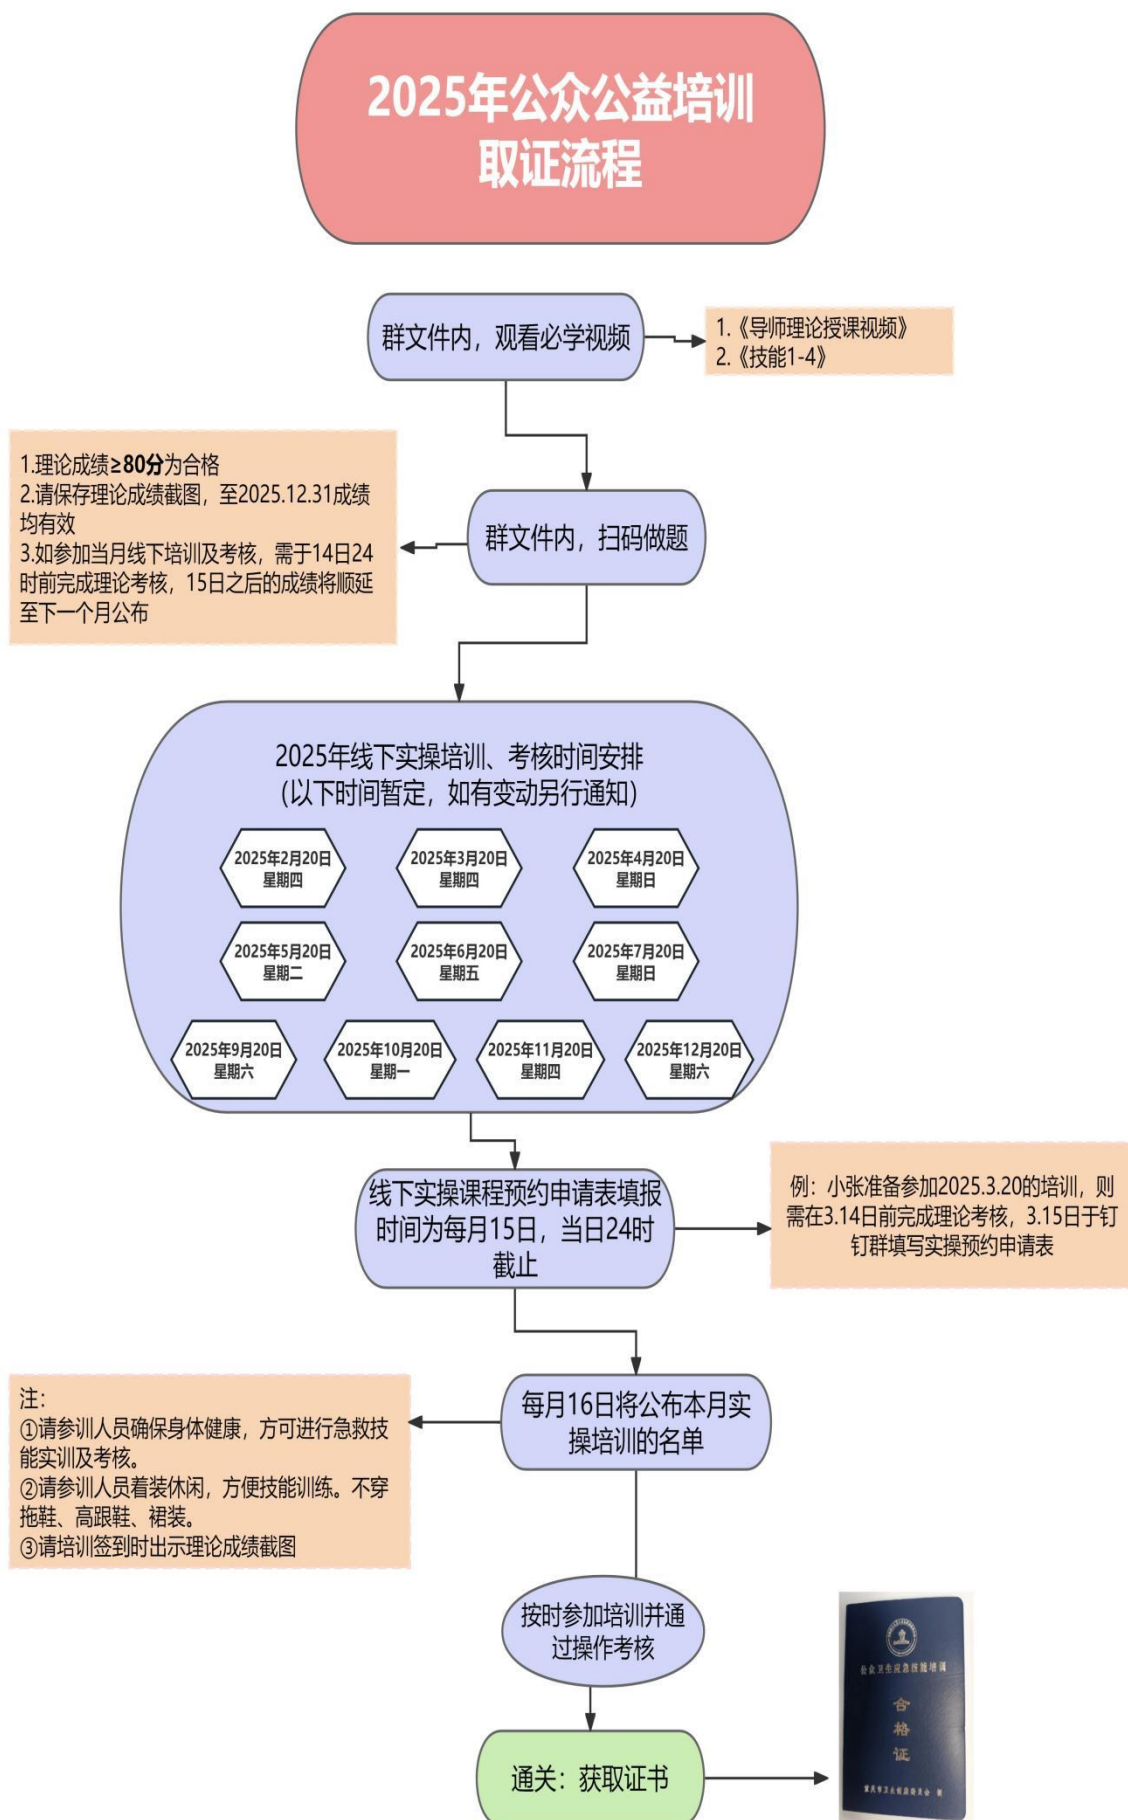 2025年公众公益培训
取证流程
群文件内，观看必学视频
1.《导师理论授课视频》
2.《技能1-4》
1.理论成绩≥80分为合格
2.请保存理论成绩截图，至2025.12.31成绩
均有效
3.如参加当月线下培训及考核，需于14日24
时前完成理论考核，15日之后的成绩将顺延
至下一个月公布
群文件内，扫码做题
2025年线下实操培训、考核时间安排
（以下时间暂定，如有变动另行通知）
2025年2月20日
星期四
2025年3月20日
星期四
2025年4月20日
星期日
2025年5月20日
星期二
2025年6月20日
星期五
2025年7月20日
星期日
2025年9月20日
星期六
2025年10月20日
星期一
2025年11月20日
星期四
2025年12月20日
星期六
线下实操课程预约申请表填报
时间为每月15日，当日24时
截止
例：小张准备参加2025.3.20的培训，则
需在3.14日前完成理论考核，3.15日于钉
钉群填写实操预约申请表
每月16日将公布本月实
操培训的名单
注：
①请参训人员确保身体健康，方可进行急救技
能实训及考核。
②请参训人员着装休闲，方便技能训练。不穿
拖鞋、高跟鞋、裙装。
③请培训签到时出示理论成绩截图
按时参加培训并通
过操作考核
通关：获取证书
公众卫生应急技能培训
合
格
证
重庆市卫生健康委员会 制